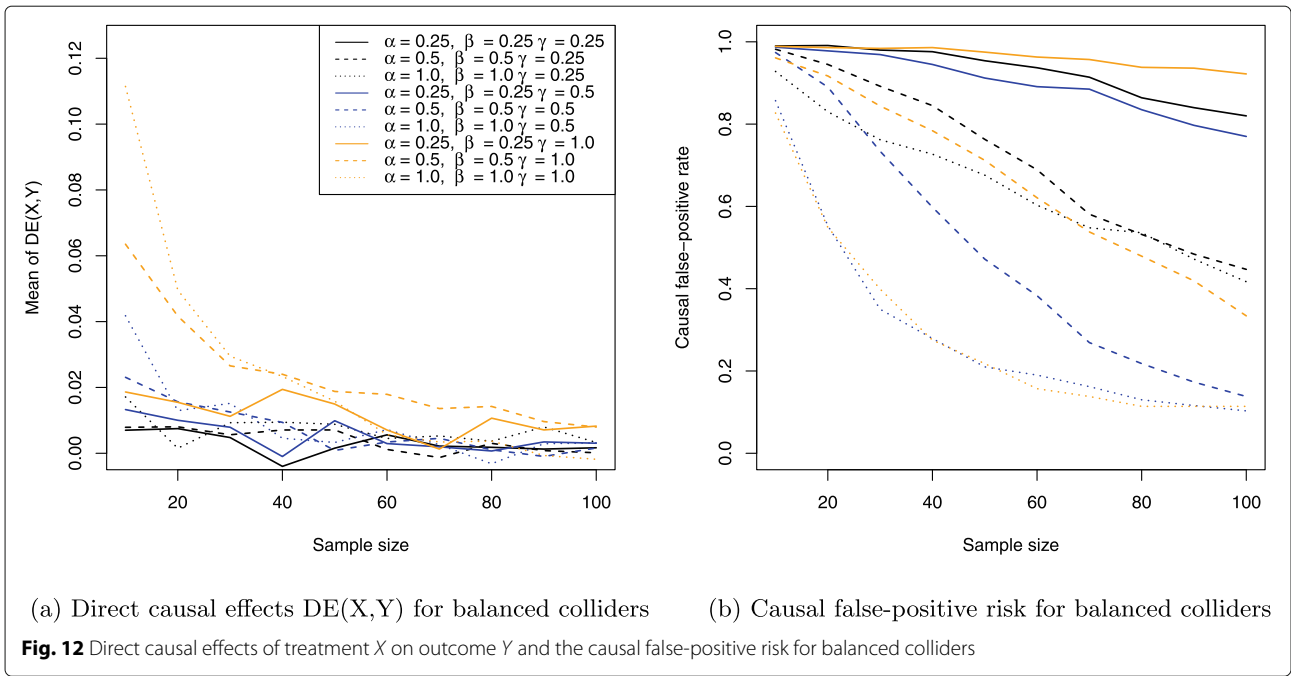 Mean of DE(X,Y)
0.12
0.10
0.08
0.06
0.04
0.02
0.00
α = 0.25, β = 0.25 γ = 0.25
α = 0.5, β = 0.5 γ = 0.25
α = 1.0, β = 1.0 γ = 0.25
α = 0.25, β = 0.25 γ = 0.5
α = 0.5, β = 0.5 γ = 0.5
α = 1.0, β = 1.0 γ = 0.5
α = 0.25, β = 0.25 γ = 1.0
α = 0.5, β = 0.5 γ = 1.0
α = 1.0, β = 1.0 γ = 1.0
20 40 60 80 100
Sample size
(a) Direct causal effects DE(X,Y) for balanced colliders
Causal false−positive rate
1.0
0.8
0.6
0.4
0.2
0.0
20 40 60 80 100
Sample size
(b) Causal false-positive risk for balanced colliders
Fig. 12 Direct causal effects of treatment X on outcome Y and the causal false-positive risk for balanced colliders